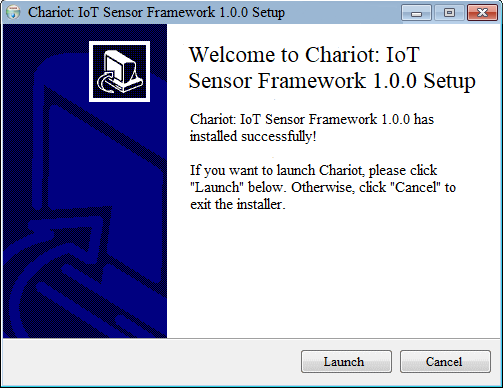 Chariot: IoT Sensor Framework 1.0.0 Setup
Welcome to Chariot: IoT
Sensor Framework 1.0.0 Setup
Chariot: IoT Sensor Framework 1.0.0 has
installed successfully!
If you want to launch Chariot, please click
"Launch" below. Otherwise, click "Cancel" to
exit the installer.
Launch
Cancel